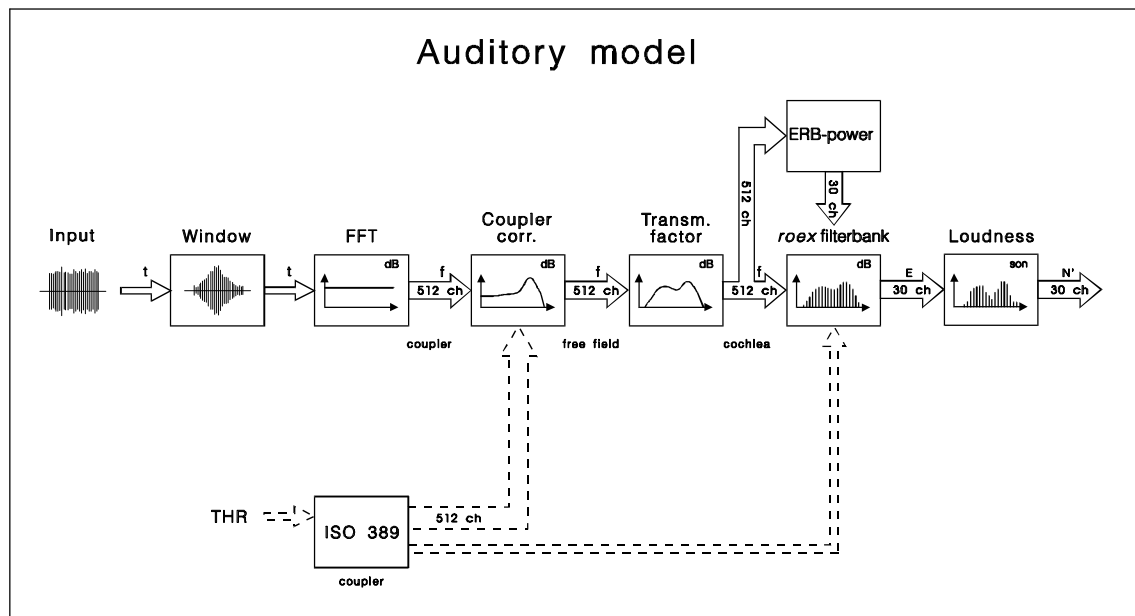 Auditory model
ERB-power
30 ch
512 ch
Input
Window
FFT
Coupler
corr.
Transm.
factor
roex filterbank
Loudness
t
t
dB
f
512 ch
dB
f
512 ch
dB
f
512 ch
dB
E
30 ch
son
N'
30 ch
coupler
free field
cochlea
THR
ISO 389
512 ch
coupler